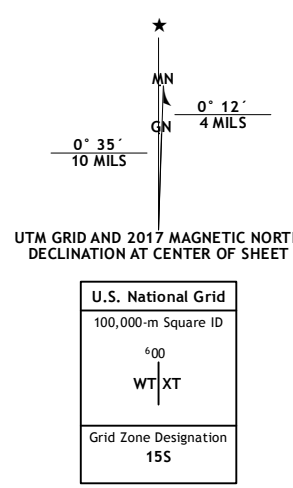 ★
MN
GN
0° 12´
4 MILS
0° 35´
10 MILS
UTM GRID AND 2017 MAGNETIC NORT
DECLINATION AT CENTER OF SHEET
U.S. National Grid
100,000-m Square ID
⁶00
WT XT
Grid Zone Designation
15S